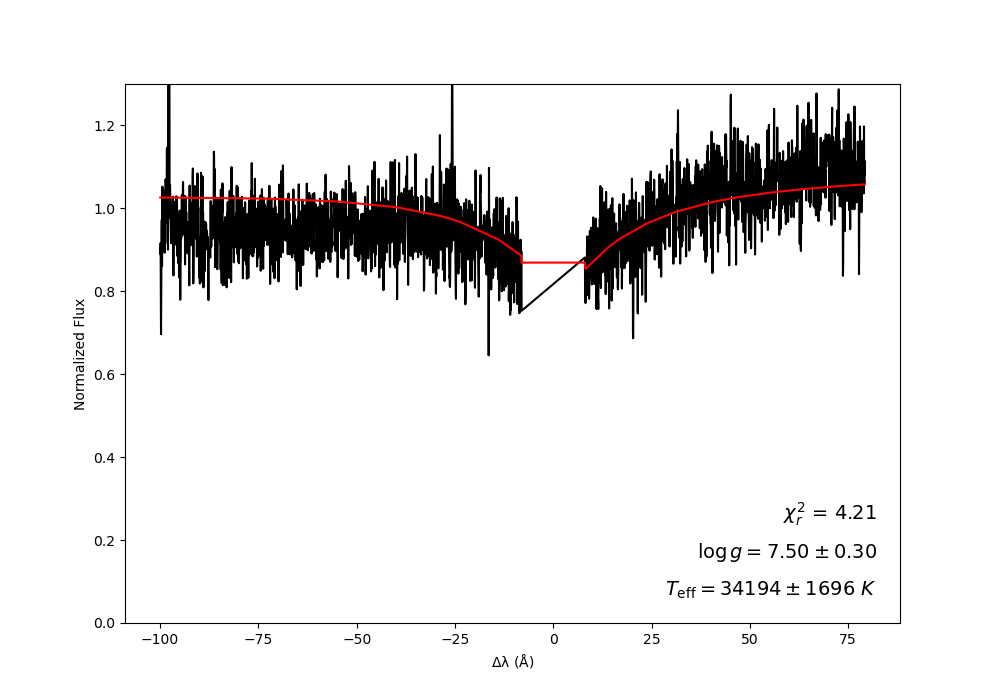 1.2
1.0
0.8
0.6
0.4
0.2
0.0
Normalized Flux
χ²ᵣ = 4.21
log g = 7.50 ± 0.30
T_eff = 34194 ± 1696 K
−100 −75 −50 −25 0 25 50 75
Δλ (Å)